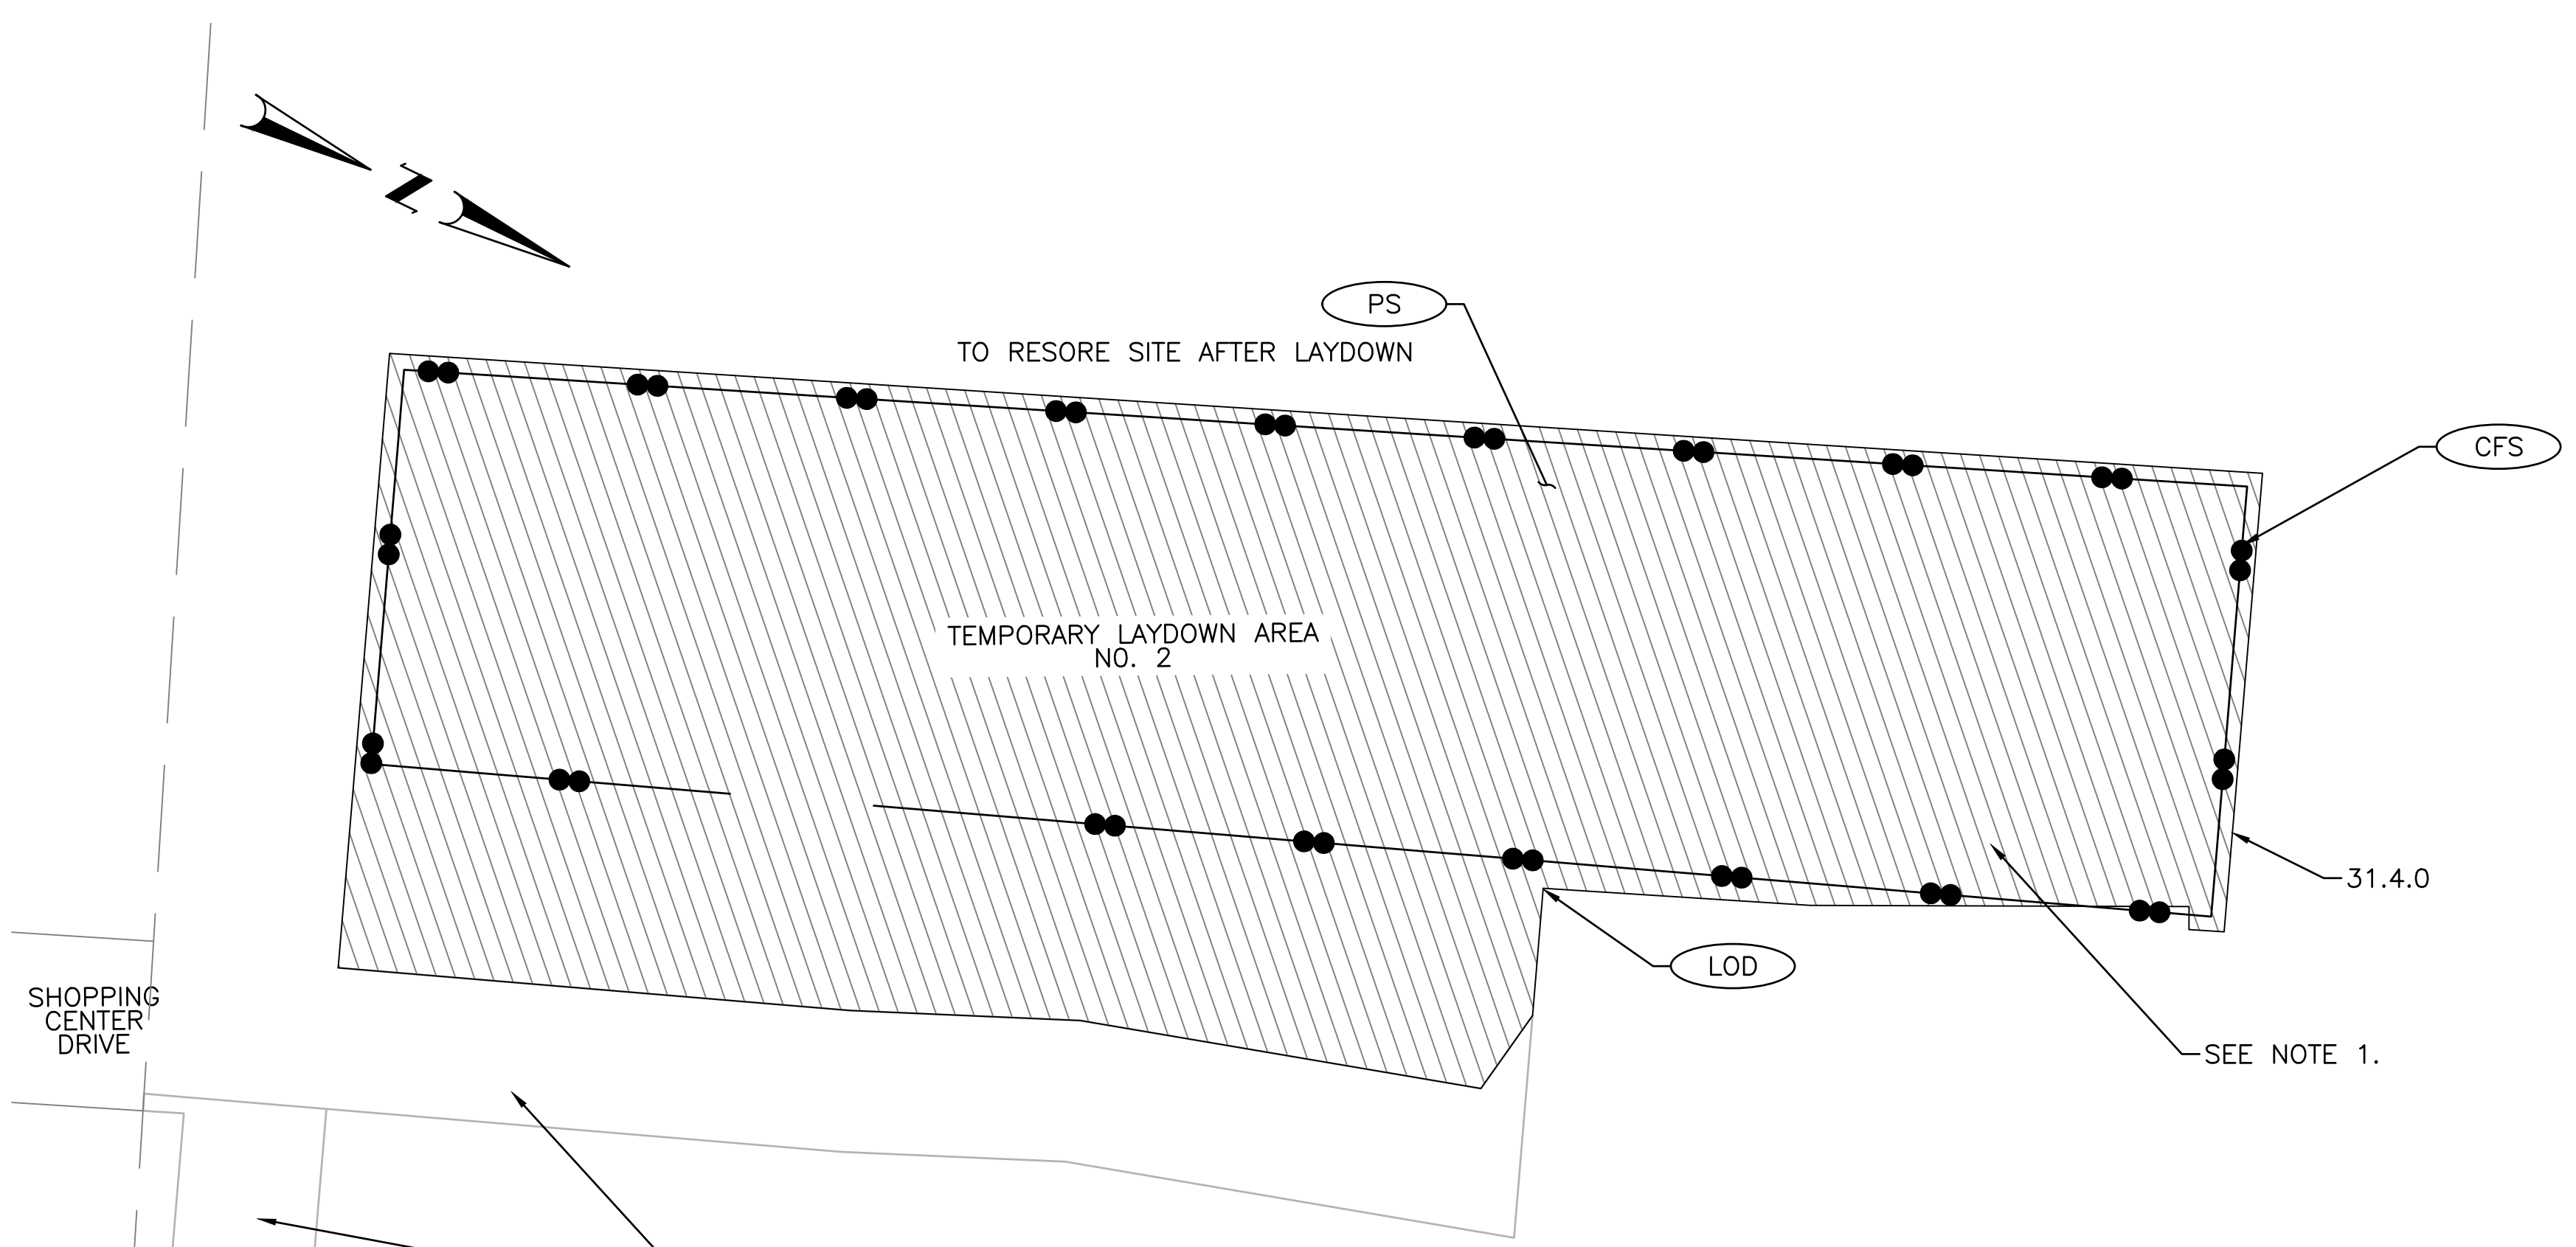 N
PS
TO RESORE SITE AFTER LAYDOWN
CFS
TEMPORARY LAYDOWN AREA
NO. 2
31.4.0
LOD
SHOPPING
CENTER
DRIVE
SEE NOTE 1.